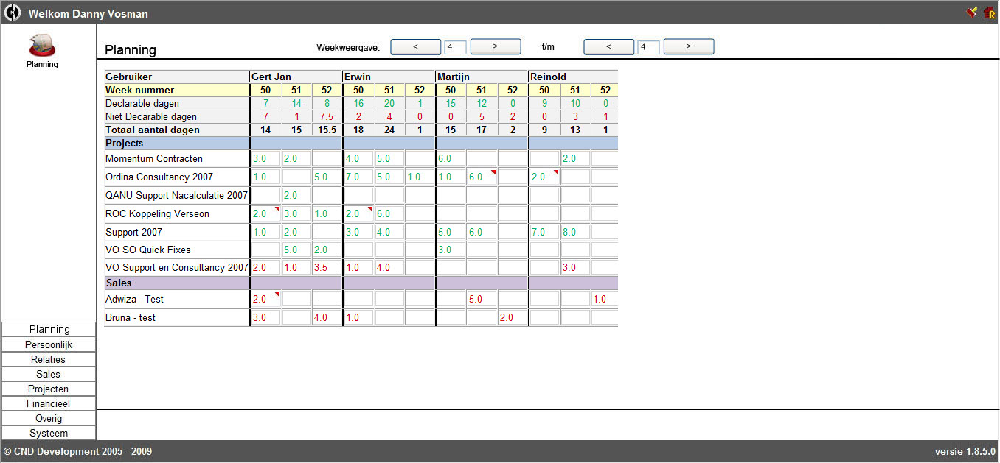 Welkom Danny Vosman
Planning
Planning
Weekweergave: < 4 > t/m < 4 >
Gebruiker Gert Jan Erwin Martijn Reinold
Week nummer 50 51 52 50 51 52 50 51 52 50 51 52
Declarable dagen 7 14 8 16 20 1 15 12 0 9 10 0
Niet Decarable dagen 7 1 7.5 2 4 0 0 5 2 0 3 1
Totaal aantal dagen 14 15 15.5 18 24 1 15 17 2 9 13 1
Projects
Momentum Contracten 3.0 2.0 4.0 5.0 6.0 2.0
Ordina Consultancy 2007 1.0 5.0 7.0 5.0 1.0 1.0 6.0 2.0
QANU Support Nacalculatie 2007 2.0
ROC Koppeling Verseon 2.0 3.0 1.0 2.0 6.0
Support 2007 1.0 2.0 3.0 4.0 5.0 6.0 7.0 8.0
VO SO Quick Fixes 5.0 2.0 3.0
VO Support en Consultancy 2007 2.0 1.0 3.5 1.0 4.0 3.0
Sales
Adwiza - Test 2.0 5.0 1.0
Bruna - test 3.0 4.0 1.0 2.0
Planning
Persoonlijk
Relaties
Sales
Projecten
Financieel
Overig
Systeem
© CND Development 2005 - 2009 versie 1.8.5.0